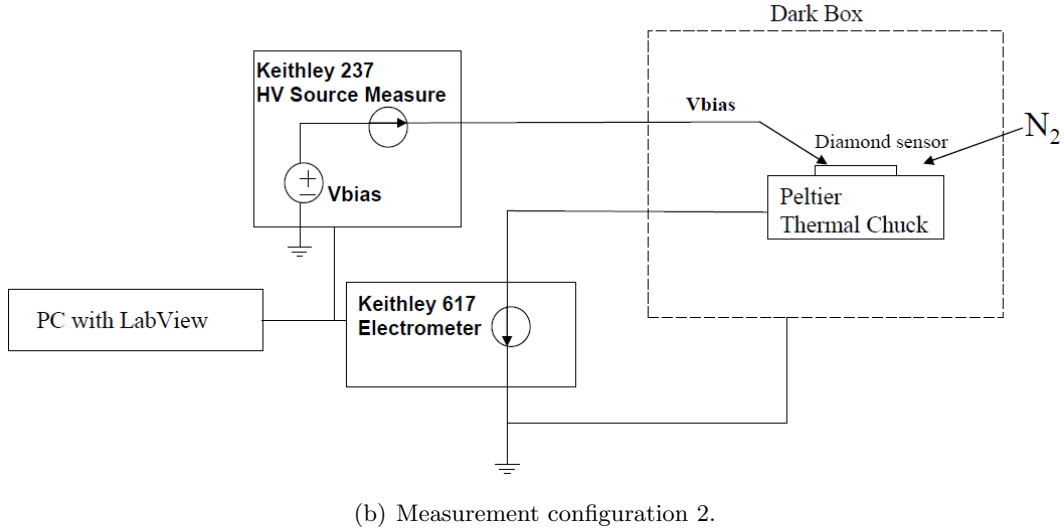 Dark Box
Keithley 237
HV Source Measure
Vbias
Vbias
Diamond sensor
N2
Peltier
Thermal Chuck
PC with LabView
Keithley 617
Electrometer
(b) Measurement configuration 2.